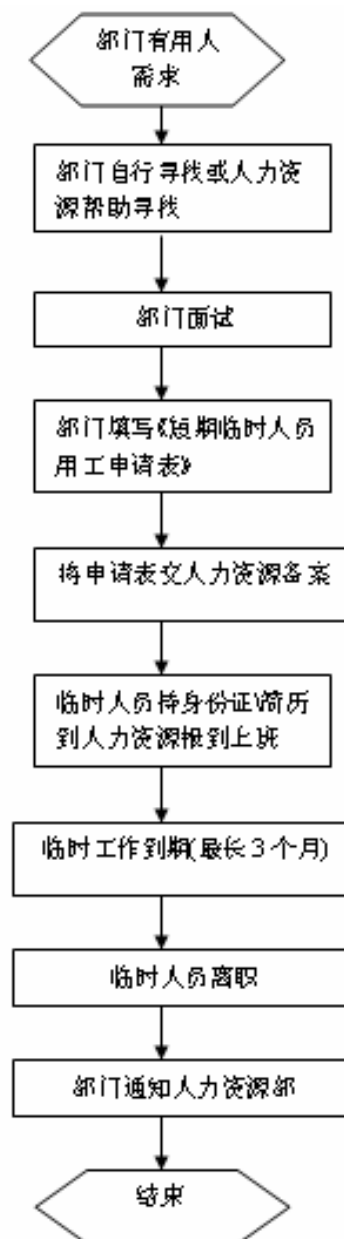 部门有用人
需求
部门自行寻找或人力资
源帮助寻找
部门面试
部门填写《短期临时人员
用工申请表》
将申请表交人力资源备案
临时人员持身份证\简历
到人力资源报到上班
临时工作到期(最长3个月)
临时人员离职
部门通知人力资源部
结束